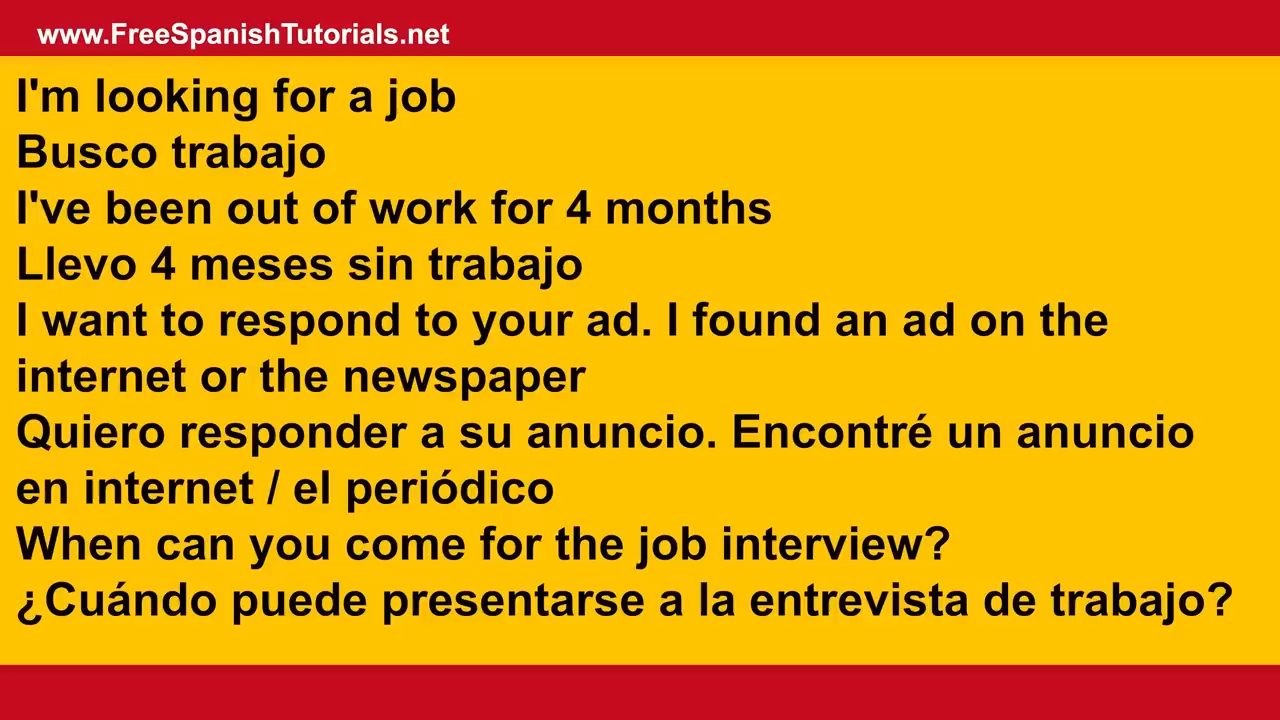 www.FreeSpanishTutorials.net
I'm looking for a job
Busco trabajo
I've been out of work for 4 months
Llevo 4 meses sin trabajo
I want to respond to your ad. I found an ad on the
internet or the newspaper
Quiero responder a su anuncio. Encontré un anuncio
en internet / el periódico
When can you come for the job interview?
¿Cuándo puede presentarse a la entrevista de trabajo?